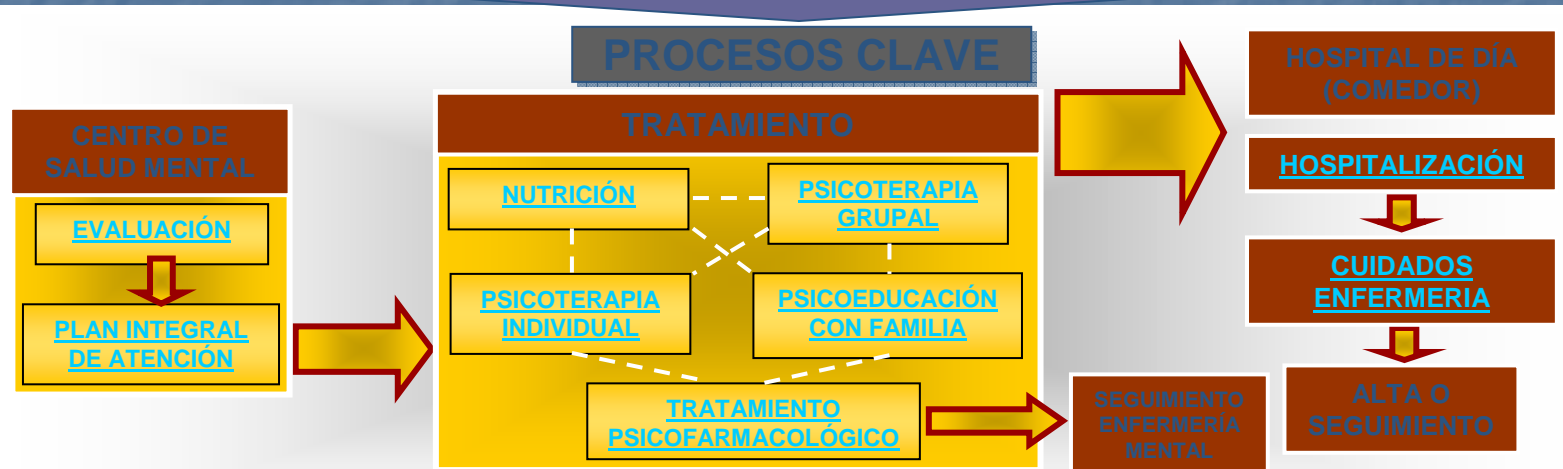 PROCESOS CLAVE
CENTRO DE
SALUD MENTAL
EVALUACIÓN
PLAN INTEGRAL
DE ATENCIÓN
TRATAMIENTO
NUTRICIÓN
PSICOTERAPIA
GRUPAL
PSICOTERAPIA
INDIVIDUAL
PSICOEDUCACIÓN
CON FAMILIA
TRATAMIENTO
PSICOFARMACOLÓGICO
SEGUIMIENTO
ENFERMERÍA
MENTAL
HOSPITAL DE DÍA
(COMEDOR)
HOSPITALIZACIÓN
CUIDADOS
ENFERMERIA
ALTA O
SEGUIMIENTO